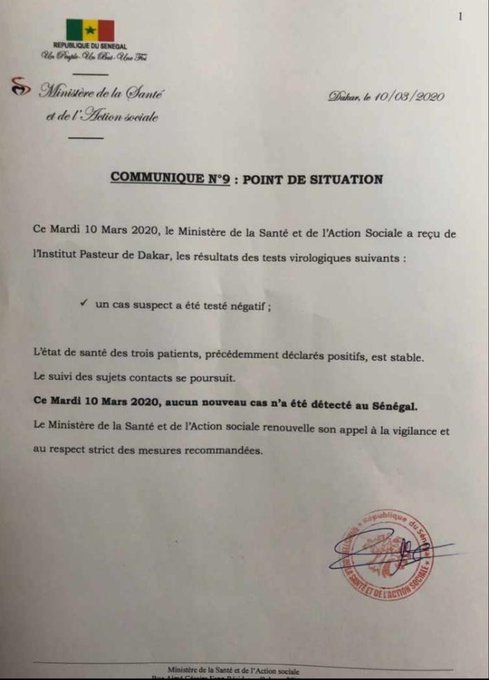 1
REPUBLIQUE DU SENEGAL
Un Peuple - Un But - Une Foi
Ministère de la Santé
et de l'Action sociale
Dakar, le 10/03/2020
COMMUNIQUE N°9 : POINT DE SITUATION
Ce Mardi 10 Mars 2020, le Ministère de la Santé et de l'Action Sociale a reçu de
l'Institut Pasteur de Dakar, les résultats des tests virologiques suivants :
✓ un cas suspect a été testé négatif ;
L'état de santé des trois patients, précédemment déclarés positifs, est stable.
Le suivi des sujets contacts se poursuit.
Ce Mardi 10 Mars 2020, aucun nouveau cas n'a été détecté au Sénégal.
Le Ministère de la Santé et de l'Action sociale renouvelle son appel à la vigilance et
au respect strict des mesures recommandées.
République du Sénégal
SANTÉ ET DE L'ACTION SOCIALE
Ministère de la Santé et de l'Action sociale